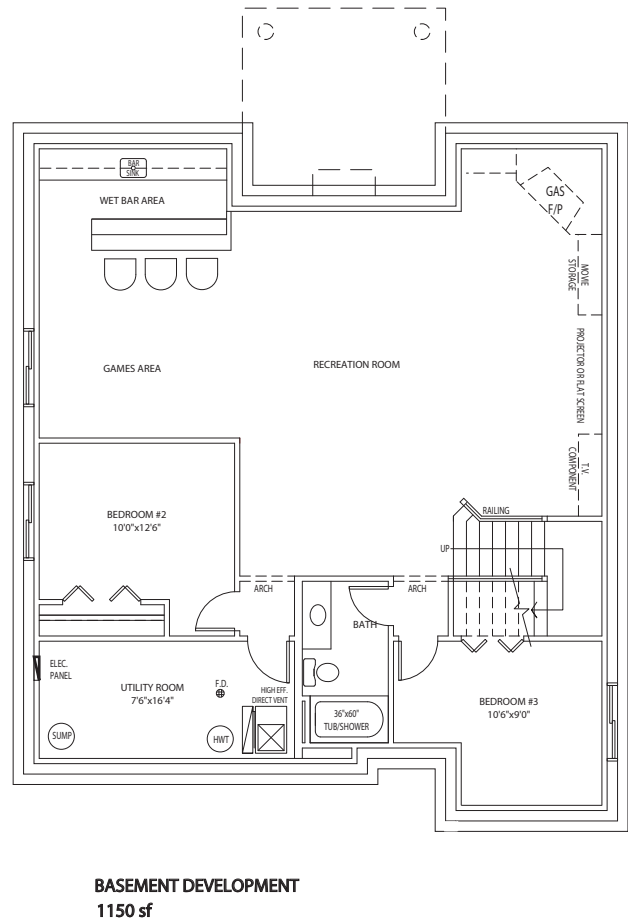 BAR
SINK
WET BAR AREA
GAS
F/P
MOVIE
STORAGE
GAMES AREA
RECREATION ROOM
PROJECTOR OR FLAT SCREEN
T.V.
COMPONENT
BEDROOM #2
10'0"x12'6"
RAILING
UP
ARCH
ARCH
BATH
ELEC.
PANEL
UTILITY ROOM
7'6"x16'4"
F.D.
HIGH EFF.
DIRECT VENT
36"x60"
TUB/SHOWER
BEDROOM #3
10'6"x9'0"
SUMP
HWT
BASEMENT DEVELOPMENT
1150 sf